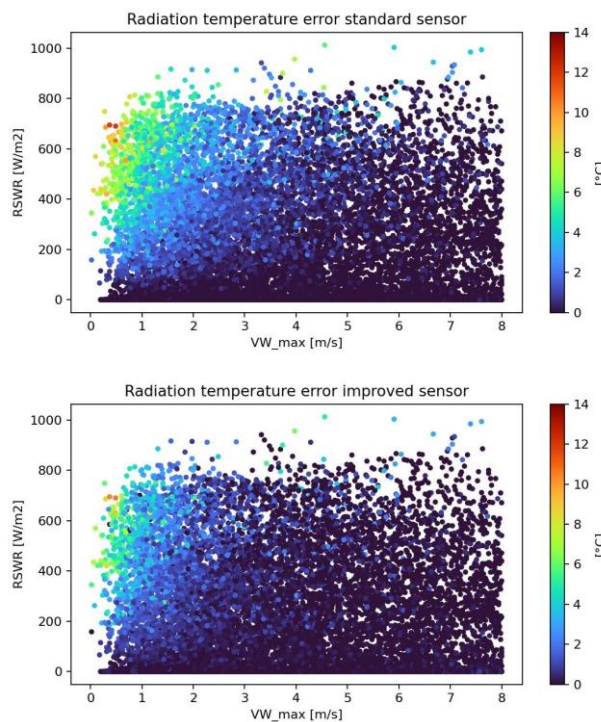 Radiation temperature error standard sensor
1000
800
600
400
200
0
RSWR [W/m2]
0 1 2 3 4 5 6 7 8
VW_max [m/s]
14
12
10
8
6
4
2
0
[°C]
Radiation temperature error improved sensor
1000
800
600
400
200
0
RSWR [W/m2]
0 1 2 3 4 5 6 7 8
VW_max [m/s]
14
12
10
8
6
4
2
0
[°C]